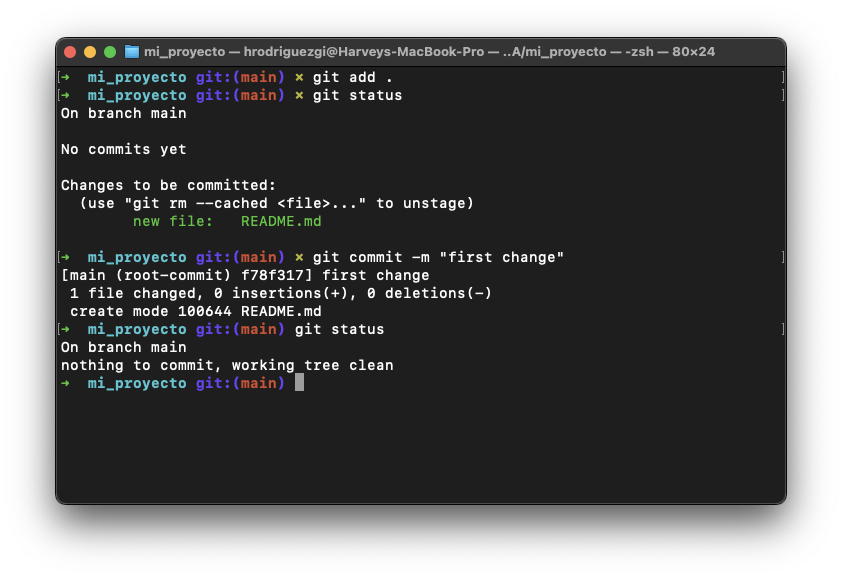 mi_proyecto — hrodriguezgi@Harveys-MacBook-Pro — ..A/mi_proyecto — -zsh — 80×24
[➜  mi_proyecto git:(main) ✗ git add .                                          ]
[➜  mi_proyecto git:(main) ✗ git status                                         ]
On branch main

No commits yet

Changes to be committed:
  (use "git rm --cached <file>..." to unstage)
        new file:   README.md

[➜  mi_proyecto git:(main) ✗ git commit -m "first change"                       ]
[main (root-commit) f78f317] first change
 1 file changed, 0 insertions(+), 0 deletions(-)
 create mode 100644 README.md
[➜  mi_proyecto git:(main) git status                                           ]
On branch main
nothing to commit, working tree clean
➜  mi_proyecto git:(main)